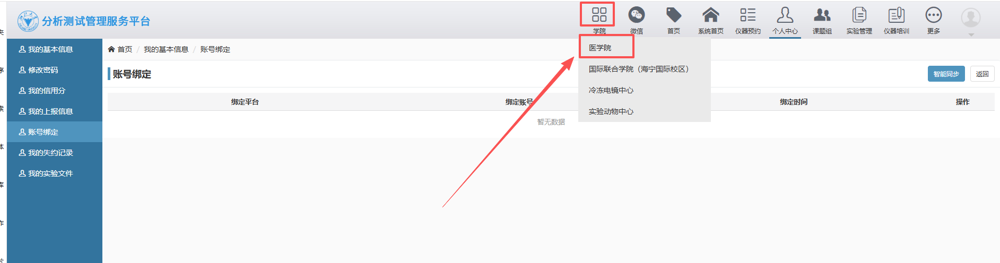 分析测试管理服务平台
学院
微信
首页
系统首页
仪器预约
个人中心
课题组
实验管理
仪器培训
更多
医学院
国际联合学院（海宁国际校区）
冷冻电镜中心
实验动物中心
我的基本信息
修改密码
我的信用分
我的上报信息
账号绑定
我的失约记录
我的实验文件
首页 / 我的基本信息 / 账号绑定
账号绑定
智能同步
返回
绑定平台
绑定账号
绑定时间
操作
暂无数据
序
索
体
库
作